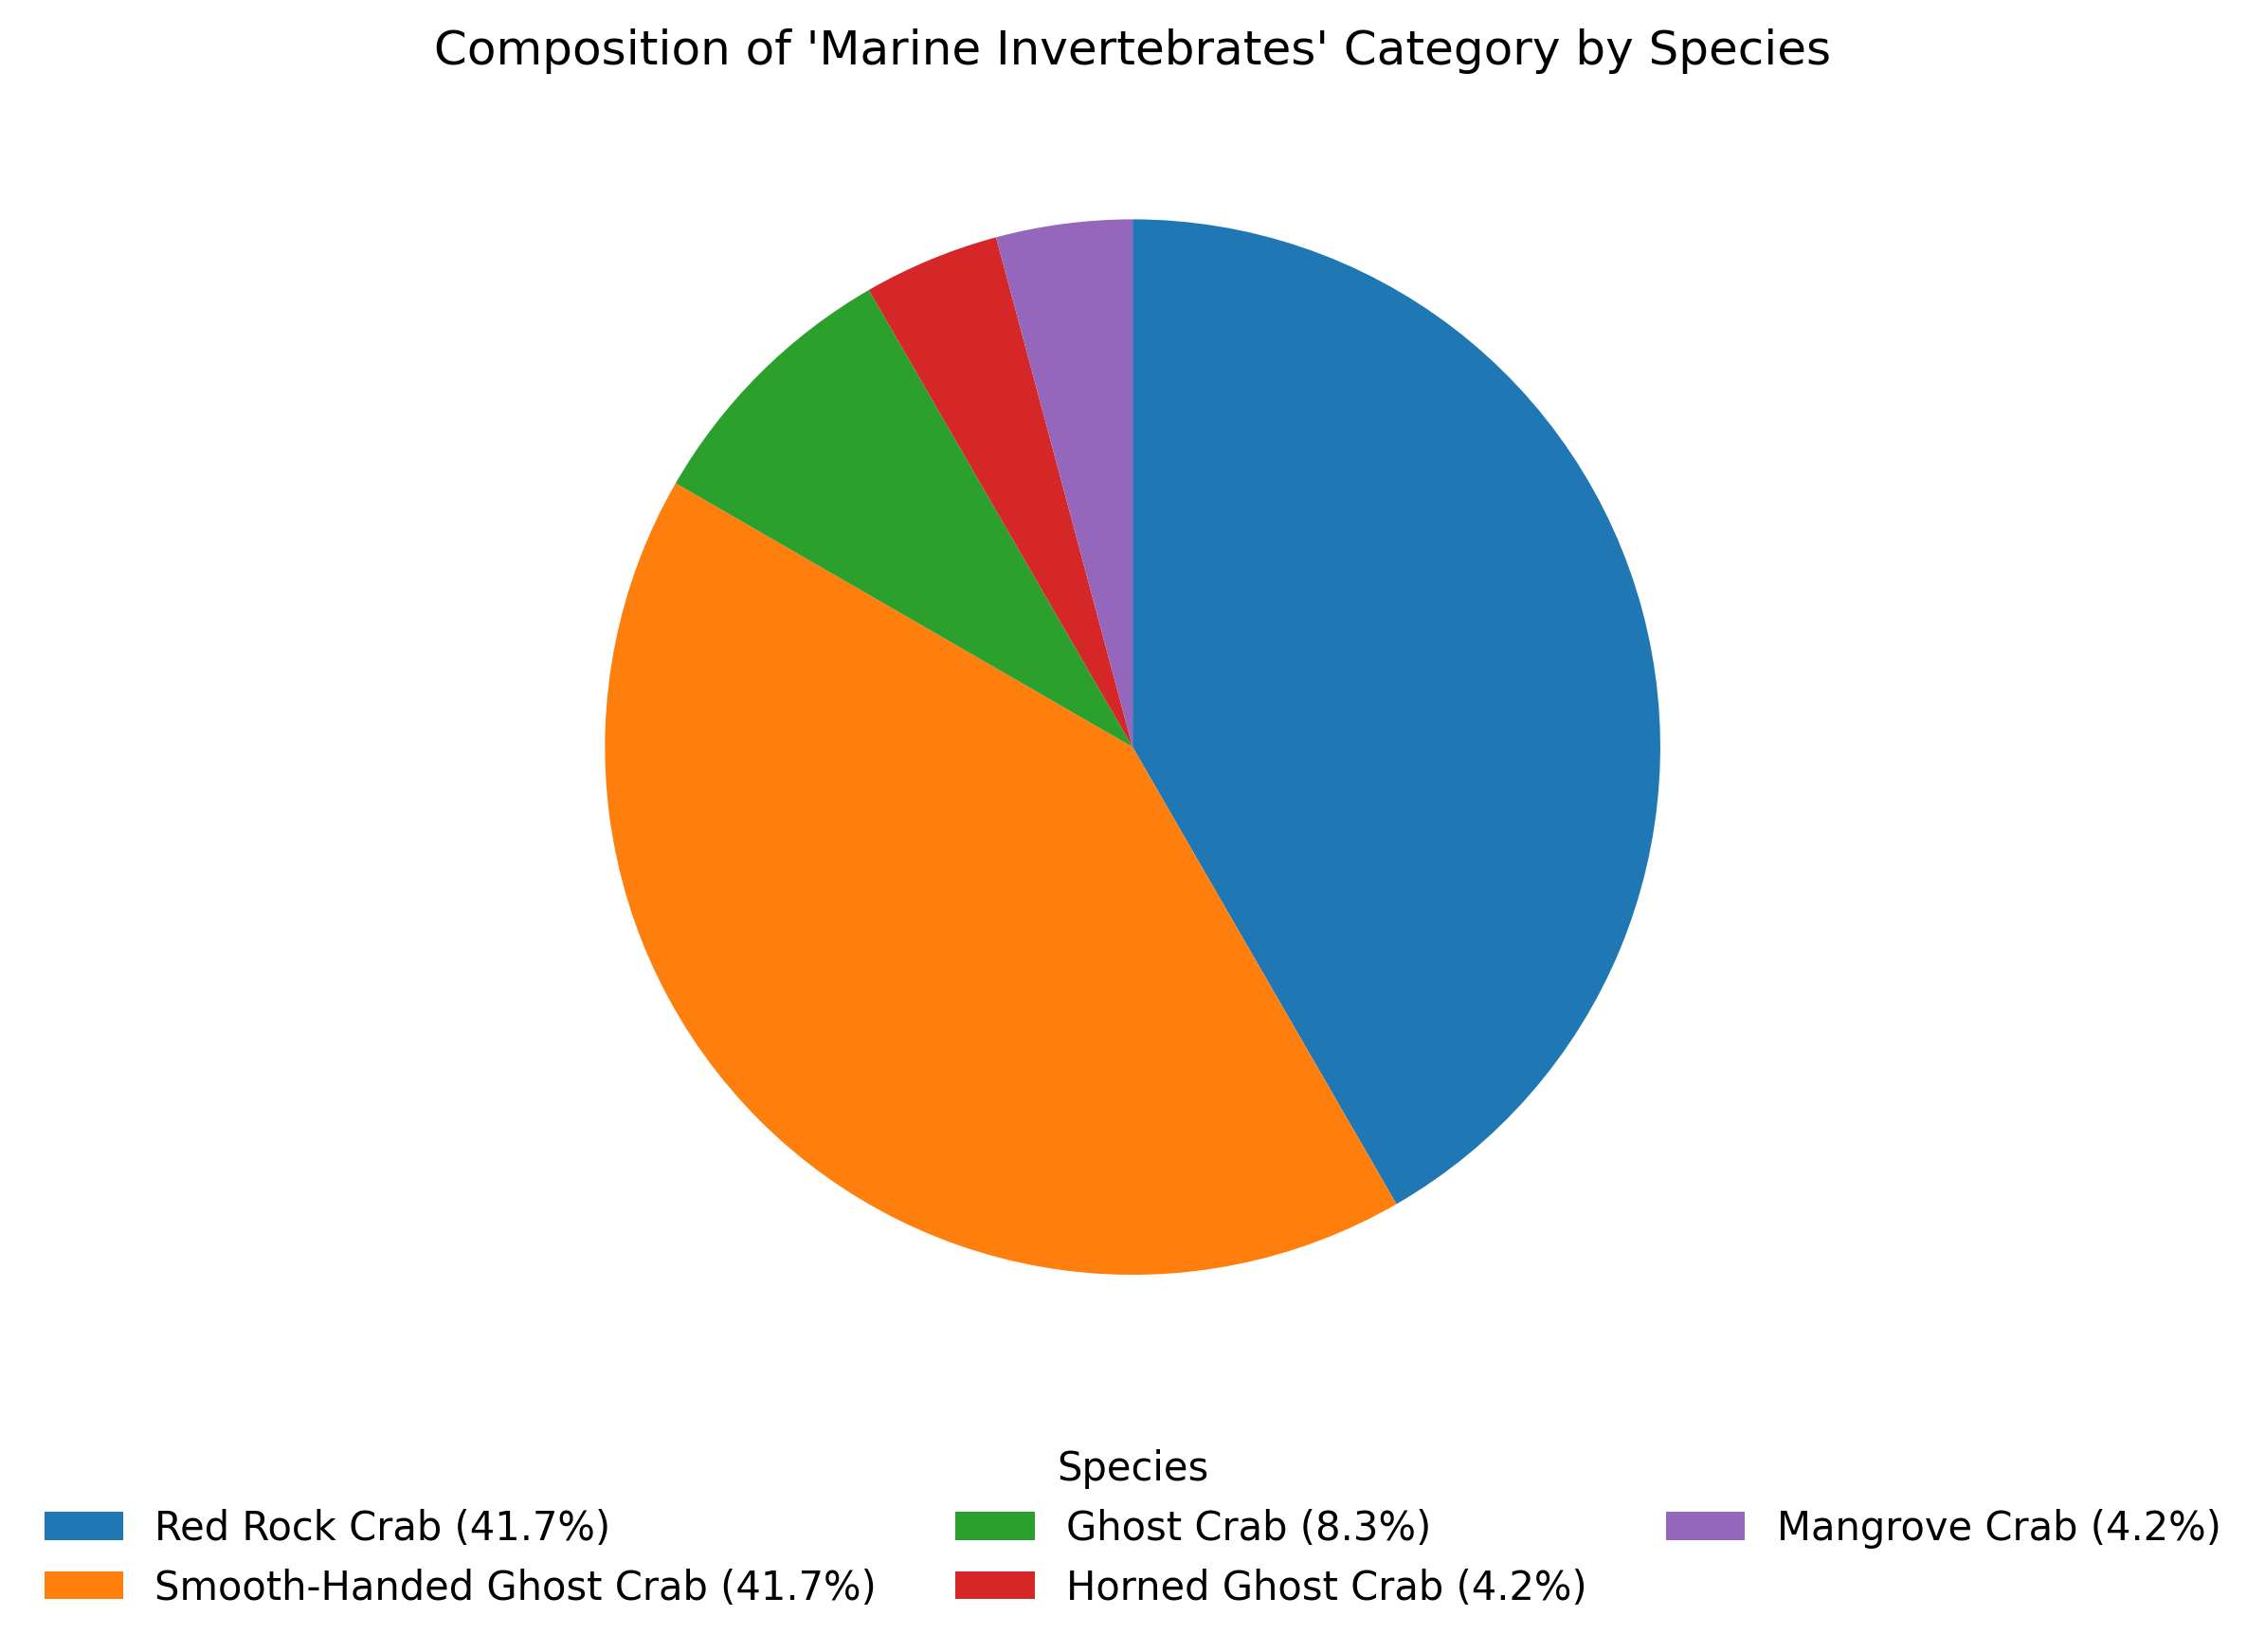 Composition of 'Marine Invertebrates' Category by Species
Species
Red Rock Crab (41.7%)
Smooth-Handed Ghost Crab (41.7%)
Ghost Crab (8.3%)
Horned Ghost Crab (4.2%)
Mangrove Crab (4.2%)